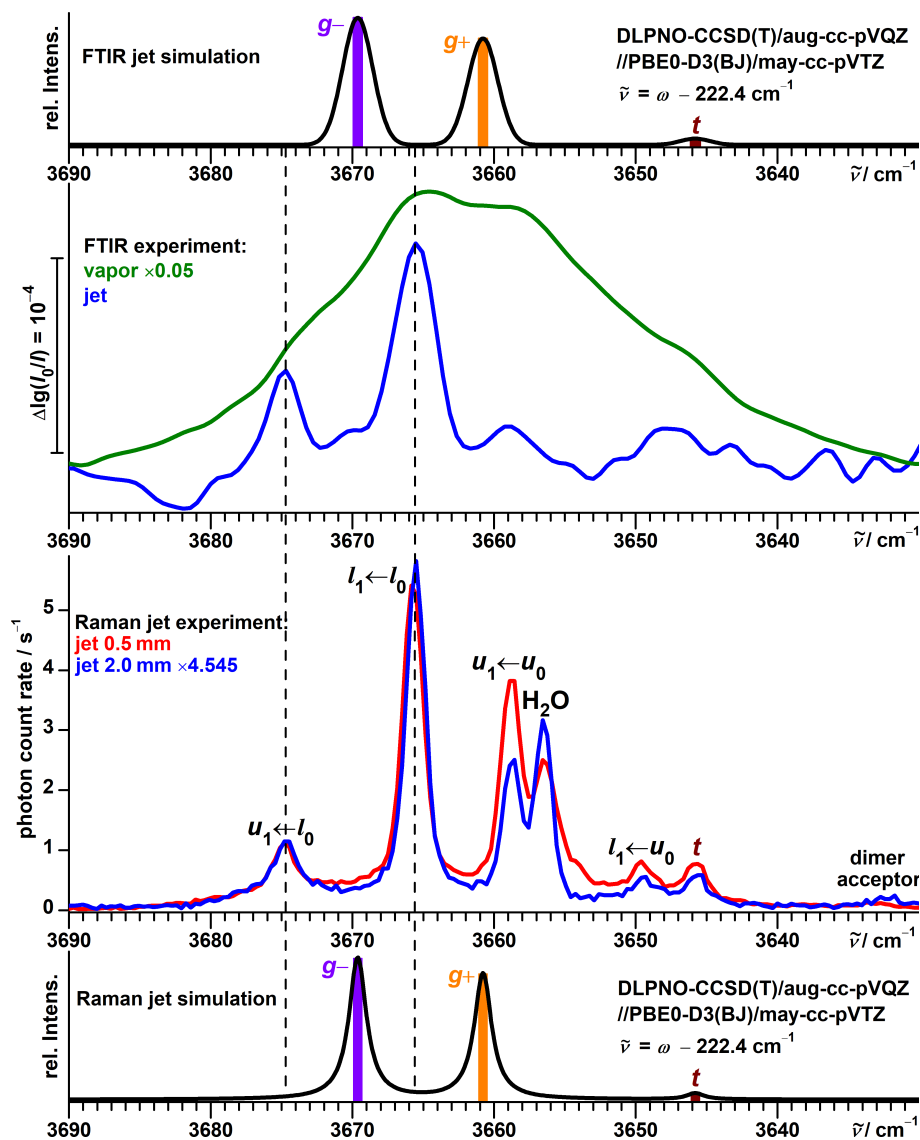 rel. Intens.
FTIR jet simulation
g−
g+
t
DLPNO-CCSD(T)/aug-cc-pVQZ
//PBE0-D3(BJ)/may-cc-pVTZ
ν̃ = ω − 222.4 cm⁻¹
3690 3680 3670 3660 3650 3640 ν̃ / cm⁻¹
Δlg(I₀/I) = 10⁻⁴
FTIR experiment:
vapor ×0.05
jet
3690 3680 3670 3660 3650 3640 ν̃ / cm⁻¹
photon count rate / s⁻¹
5
4
3
2
1
0
Raman jet experiment:
jet 0.5 mm
jet 2.0 mm ×4.545
u₁←l₀
l₁←l₀
u₁←u₀
H₂O
l₁←u₀
t
dimer
acceptor
3690 3680 3670 3660 3650 3640 ν̃ / cm⁻¹
rel. Intens.
Raman jet simulation
g−
g+
t
DLPNO-CCSD(T)/aug-cc-pVQZ
//PBE0-D3(BJ)/may-cc-pVTZ
ν̃ = ω − 222.4 cm⁻¹
3690 3680 3670 3660 3650 3640 ν̃ / cm⁻¹